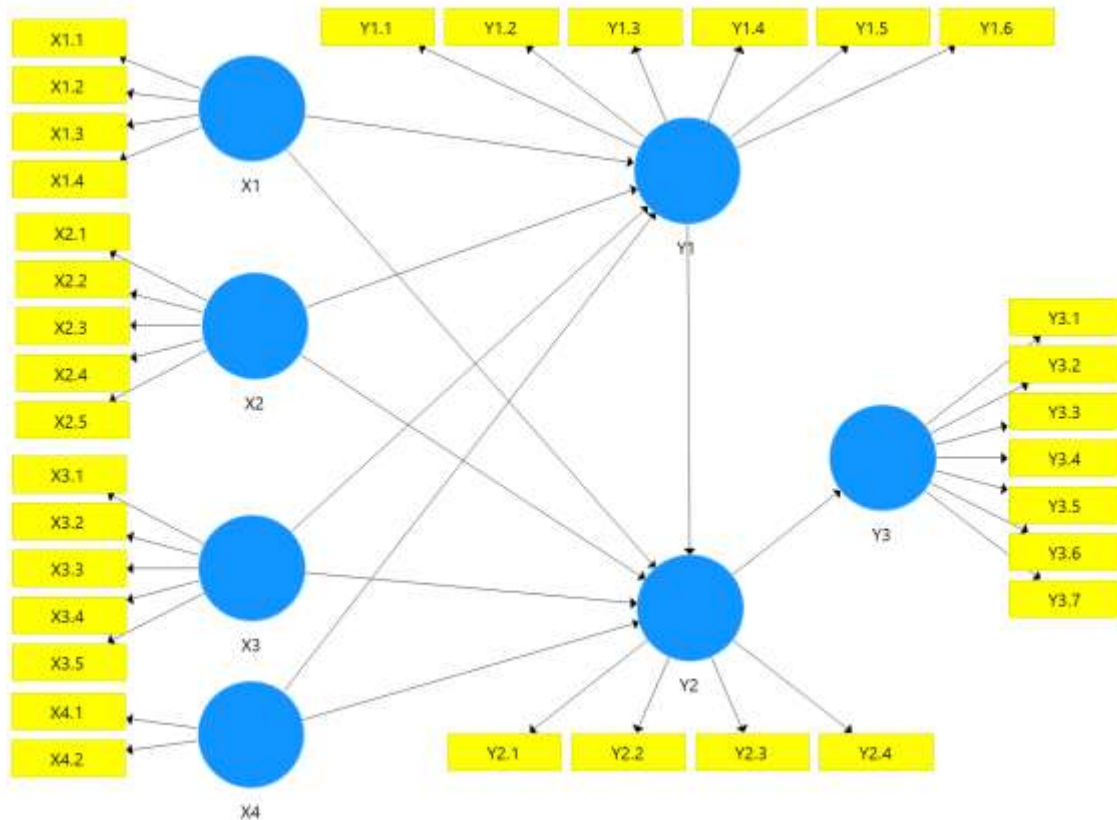 X1.1
X1.2
X1.3
X1.4
X1
X2.1
X2.2
X2.3
X2.4
X2.5
X2
X3.1
X3.2
X3.3
X3.4
X3.5
X3
X4.1
X4.2
X4
Y1.1
Y1.2
Y1.3
Y1.4
Y1.5
Y1.6
Y1
Y2
Y2.1
Y2.2
Y2.3
Y2.4
Y3
Y3.1
Y3.2
Y3.3
Y3.4
Y3.5
Y3.6
Y3.7